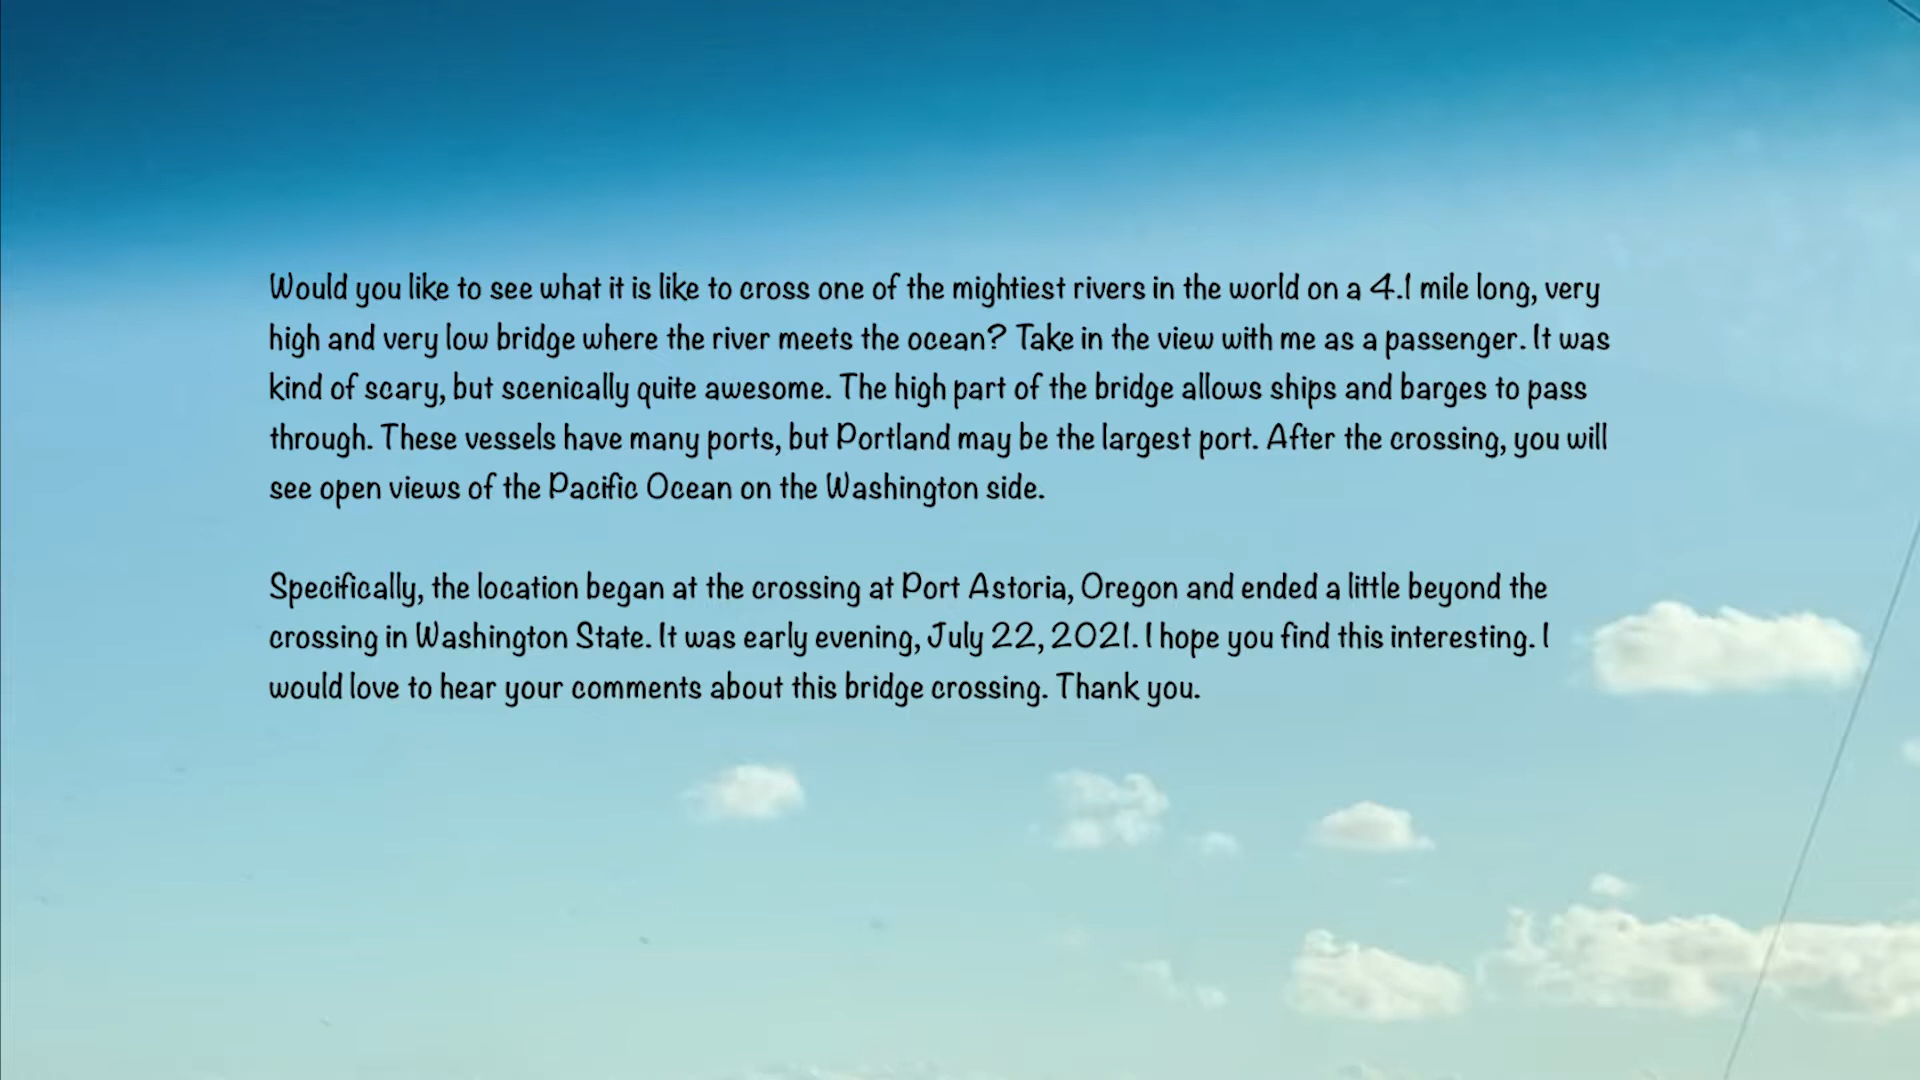 Would you like to see what it is like to cross one of the mightiest rivers in the world on a 4.1 mile long, very
high and very low bridge where the river meets the ocean? Take in the view with me as a passenger. It was
kind of scary, but scenically quite awesome. The high part of the bridge allows ships and barges to pass
through. These vessels have many ports, but Portland may be the largest port. After the crossing, you will
see open views of the Pacific Ocean on the Washington side.
Specifically, the location began at the crossing at Port Astoria, Oregon and ended a little beyond the
crossing in Washington State. It was early evening, July 22, 2021. I hope you find this interesting. I
would love to hear your comments about this bridge crossing. Thank you.